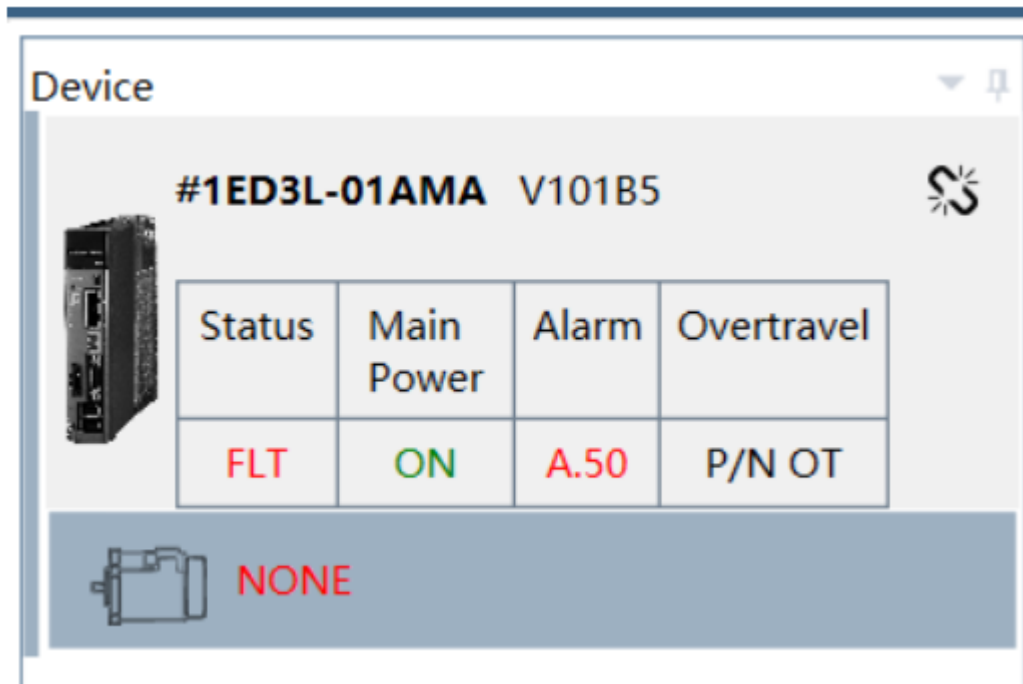 Device
#1ED3L-01AMA V101B5
Status Main Power Alarm Overtravel
FLT ON A.50 P/N OT
NONE